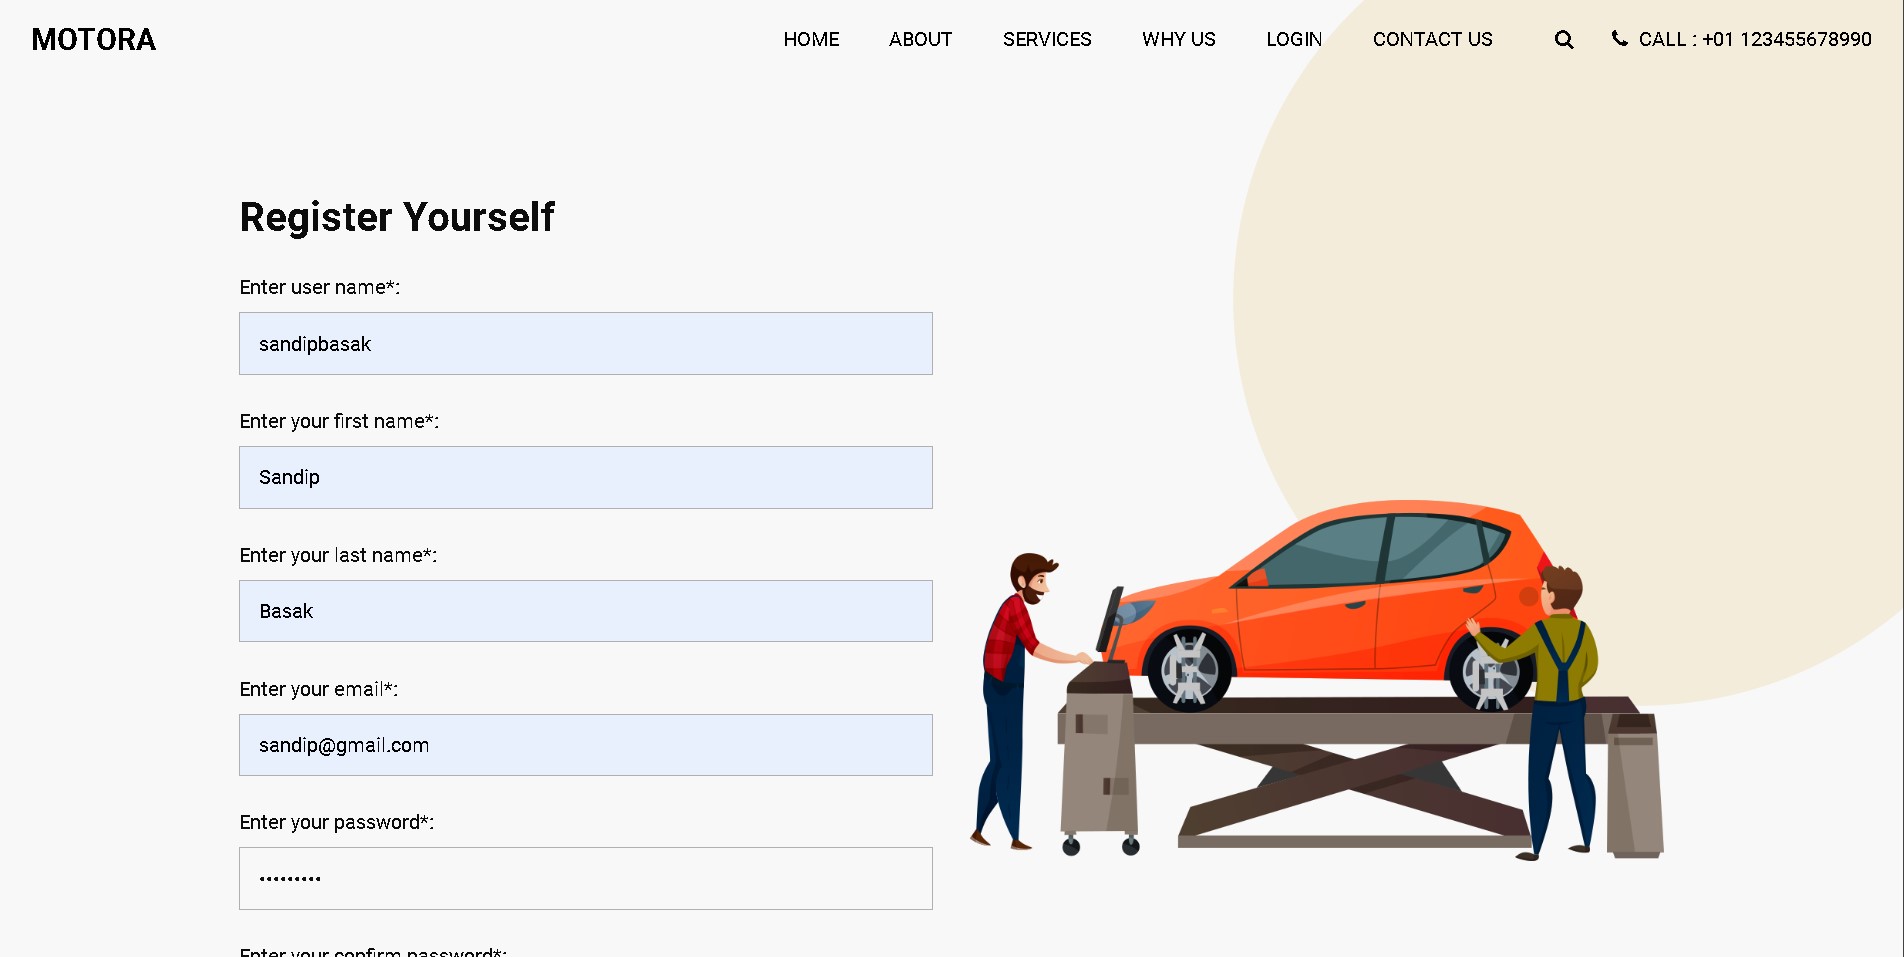 MOTORA
HOME ABOUT SERVICES WHY US LOGIN CONTACT US CALL : +01 123455678990
Register Yourself
Enter user name*:
sandipbasak
Enter your first name*:
Sandip
Enter your last name*:
Basak
Enter your email*:
sandip@gmail.com
Enter your password*:
•••••••••
Enter your confirm password*: